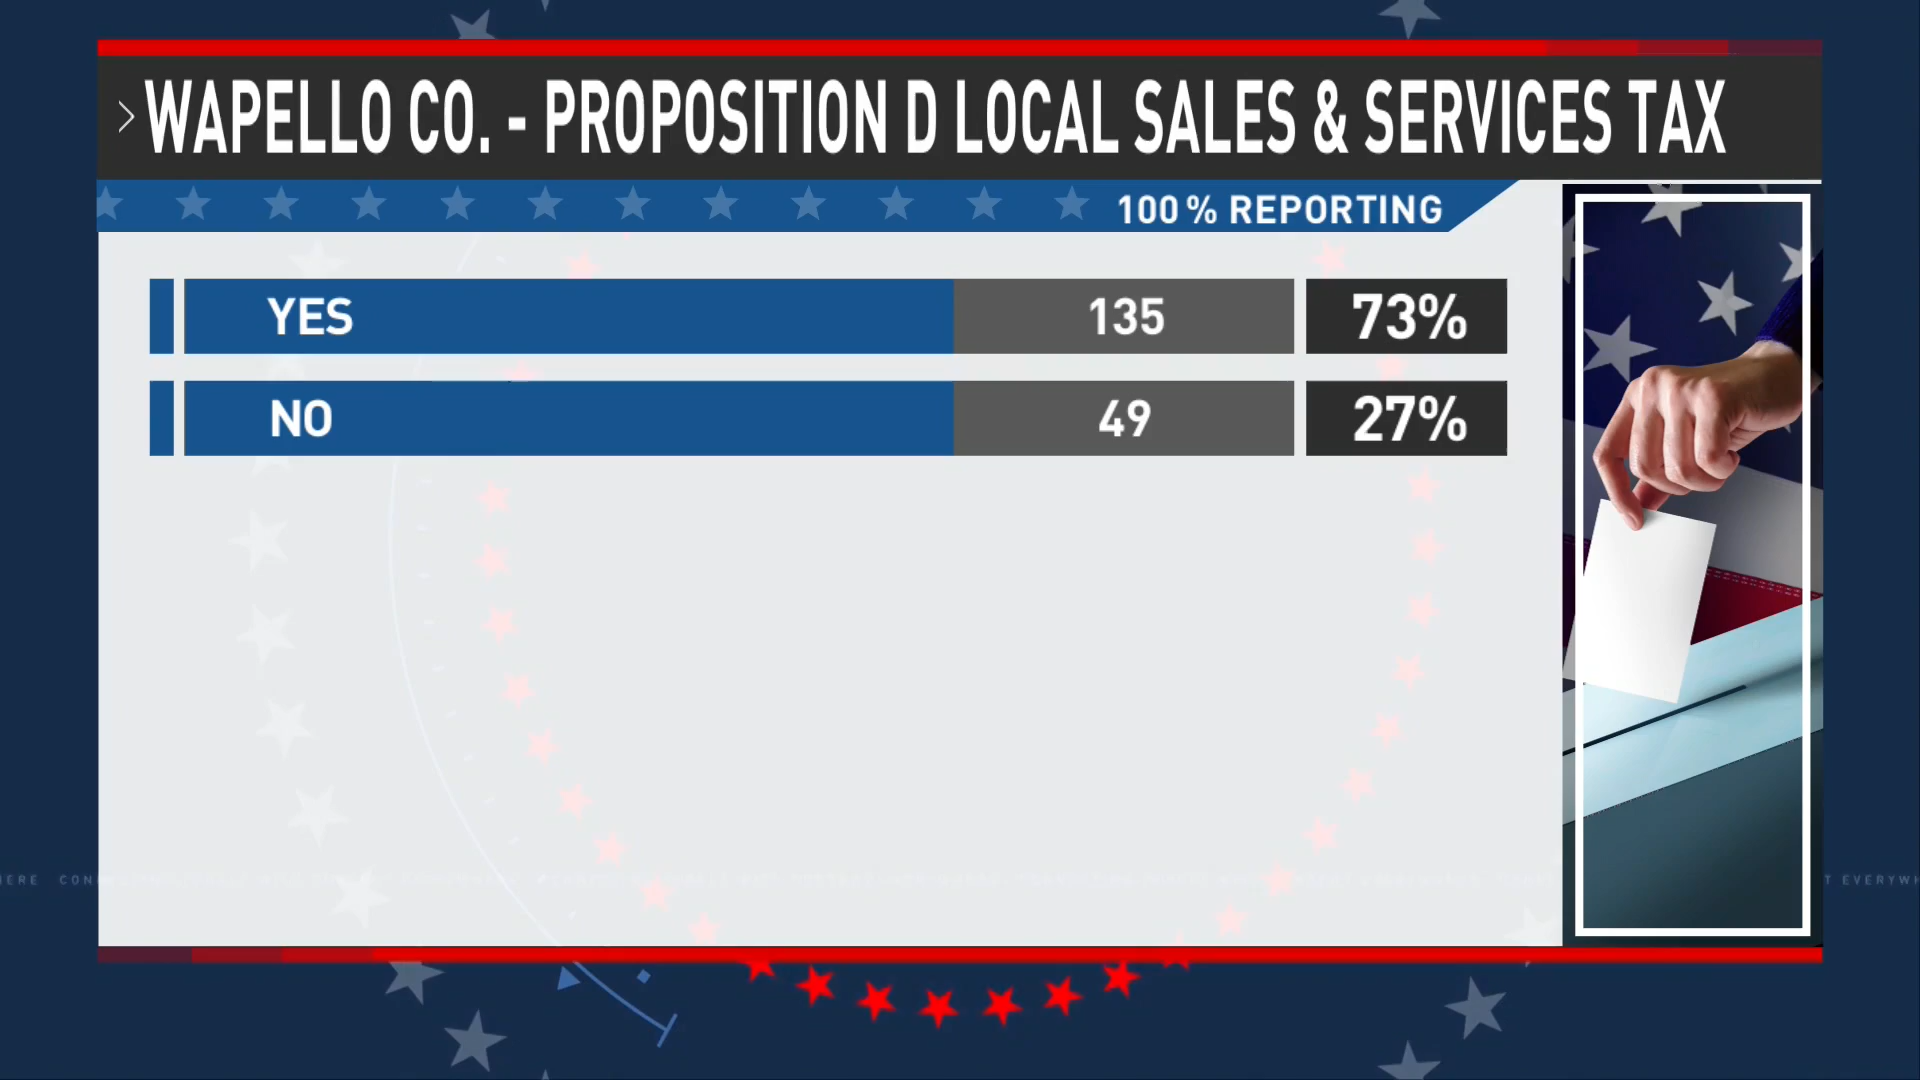 WAPELLO CO. - PROPOSITION D LOCAL SALES & SERVICES TAX
100% REPORTING
YES 135 73%
NO 49 27%